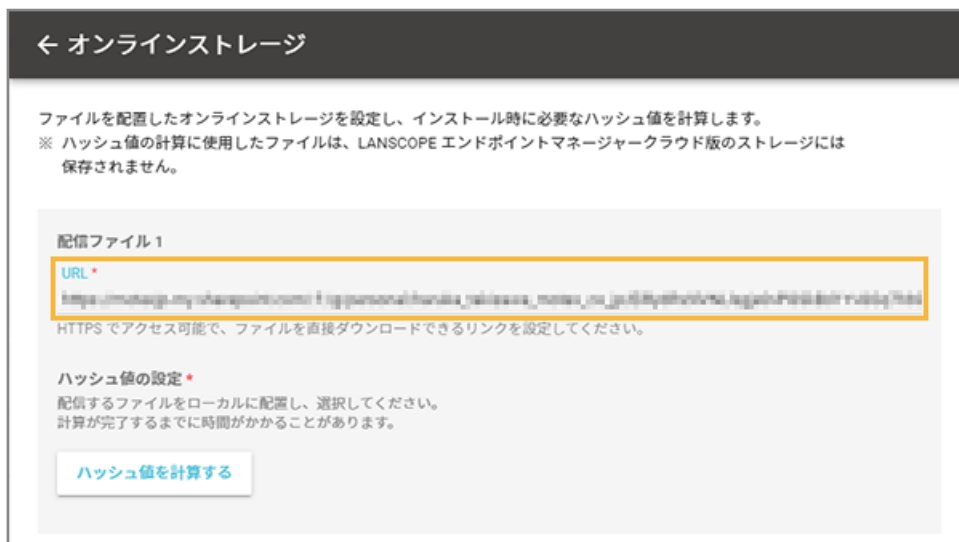 ← オンラインストレージ
ファイルを配置したオンラインストレージを設定し、インストール時に必要なハッシュ値を計算します。
※ ハッシュ値の計算に使用したファイルは、LANSCOPE エンドポイントマネージャークラウド版のストレージには
保存されません。
配信ファイル 1
URL *
HTTPS でアクセス可能で、ファイルを直接ダウンロードできるリンクを設定してください。
ハッシュ値の設定 *
配信するファイルをローカルに配置し、選択してください。
計算が完了するまでに時間がかかることがあります。
ハッシュ値を計算する